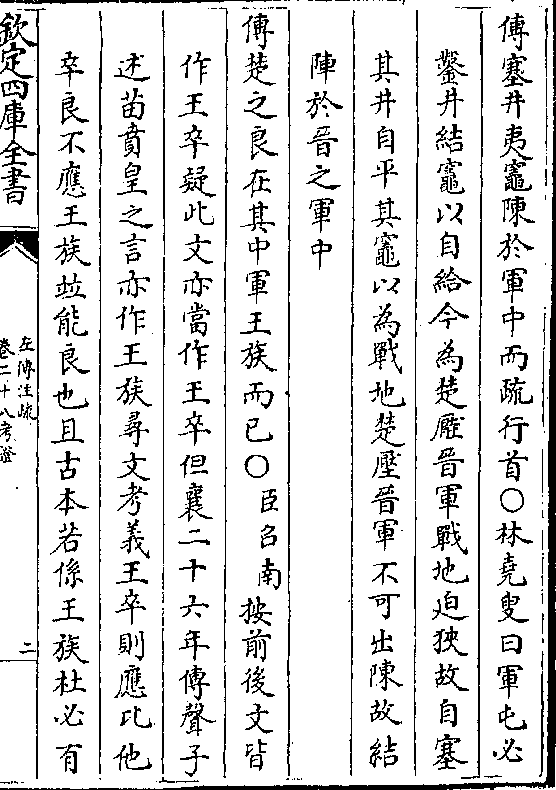 傳塞井夷竈陳於軍中而疏行首○林堯叟曰軍屯必
鑿井結竈以自給今為楚壓晉軍戰地迫狹故自塞
其井自平其竈以為戰地楚壓晉軍不可出陳故結
陣於晉之軍中
傳楚之良在其中軍王族而已○臣召南按前後文皆
作王卒疑此文亦當作王卒但襄二十六年傳聲子
述苗賁皇之言亦作王族尋文考義王卒則應比他
卒良不應王族並能良也且古本若係王族杜必有
欽定四庫全書
左傳注疏
卷二十八考證
二